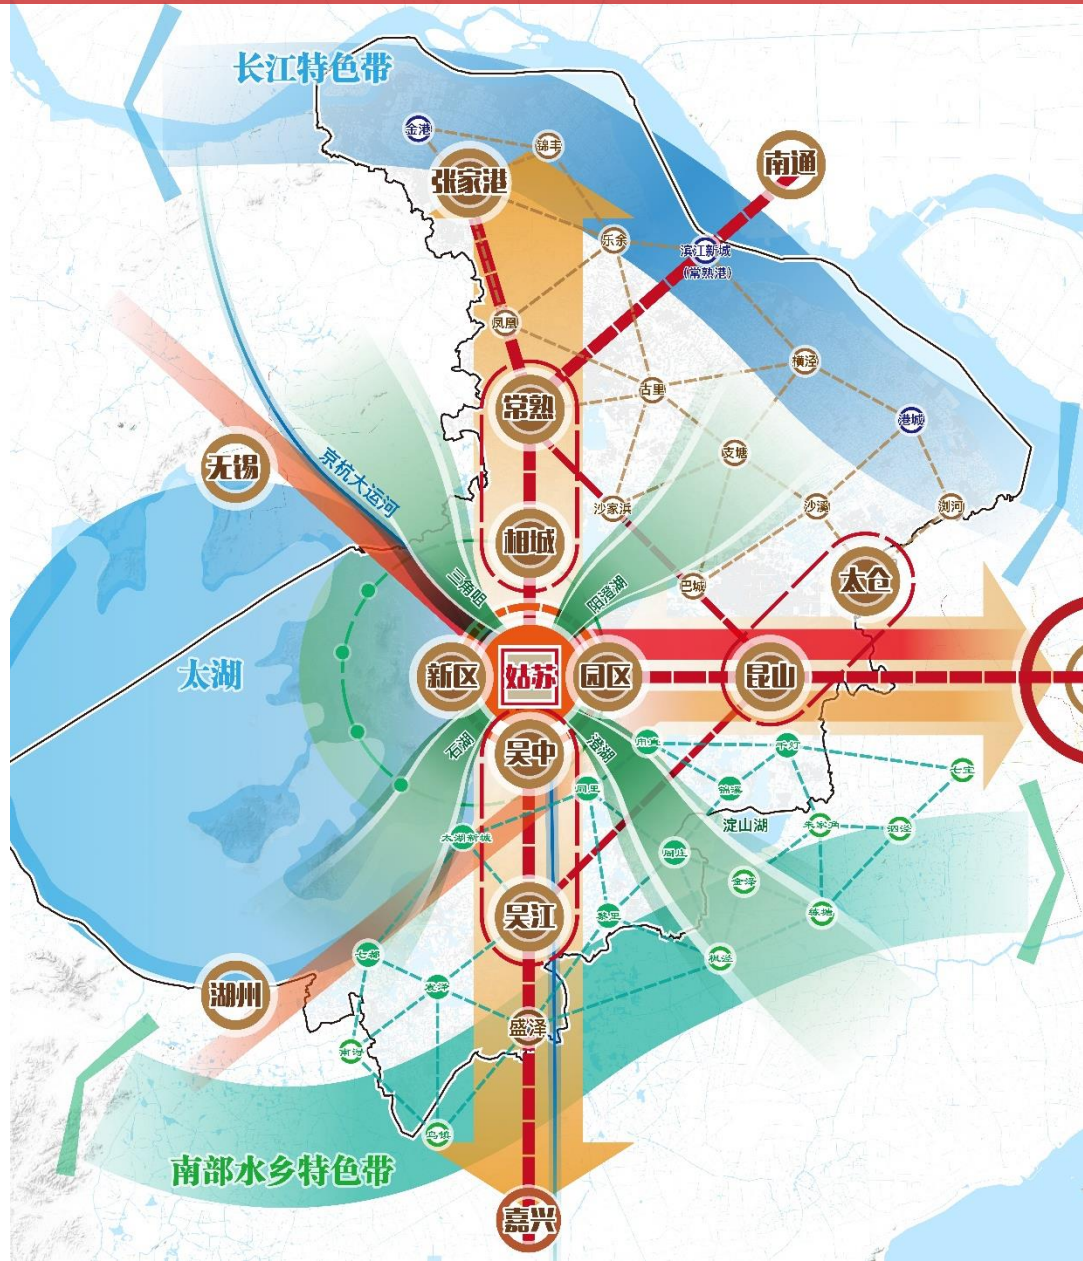 长江特色带
金港
锦丰
张家港
南通
乐余
滨江新城
(常熟港)
凤凰
横泾
古里
常熟
港城
无锡
支塘
京杭大运河
沙家浜
沙溪
浏河
相城
三角咀
阳澄湖
巴城
太仓
太湖
新区
姑苏
园区
昆山
石湖
吴中
澄湖
甪直
千灯
七宝
同里
锦溪
太湖新城
淀山湖
朱家角
泗泾
周庄
金泽
吴江
黎里
练塘
七都
枫泾
湖州
震泽
盛泽
南浔
乌镇
南部水乡特色带
嘉兴